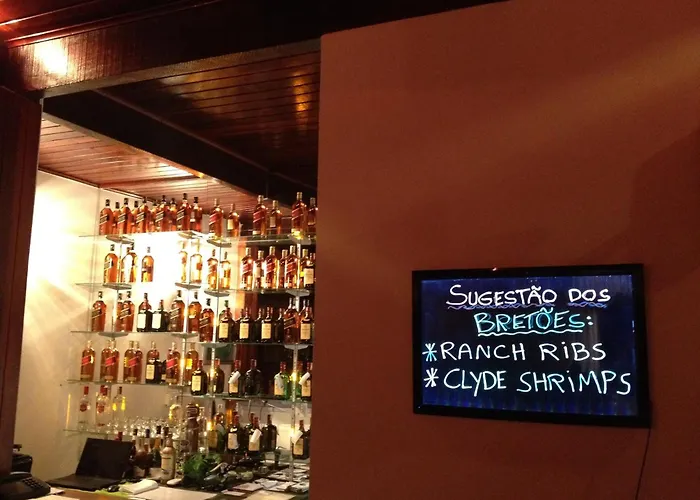 SUGESTÃO DOS
BRETÕES:
* RANCH RIBS
* CLYDE SHRIMPS